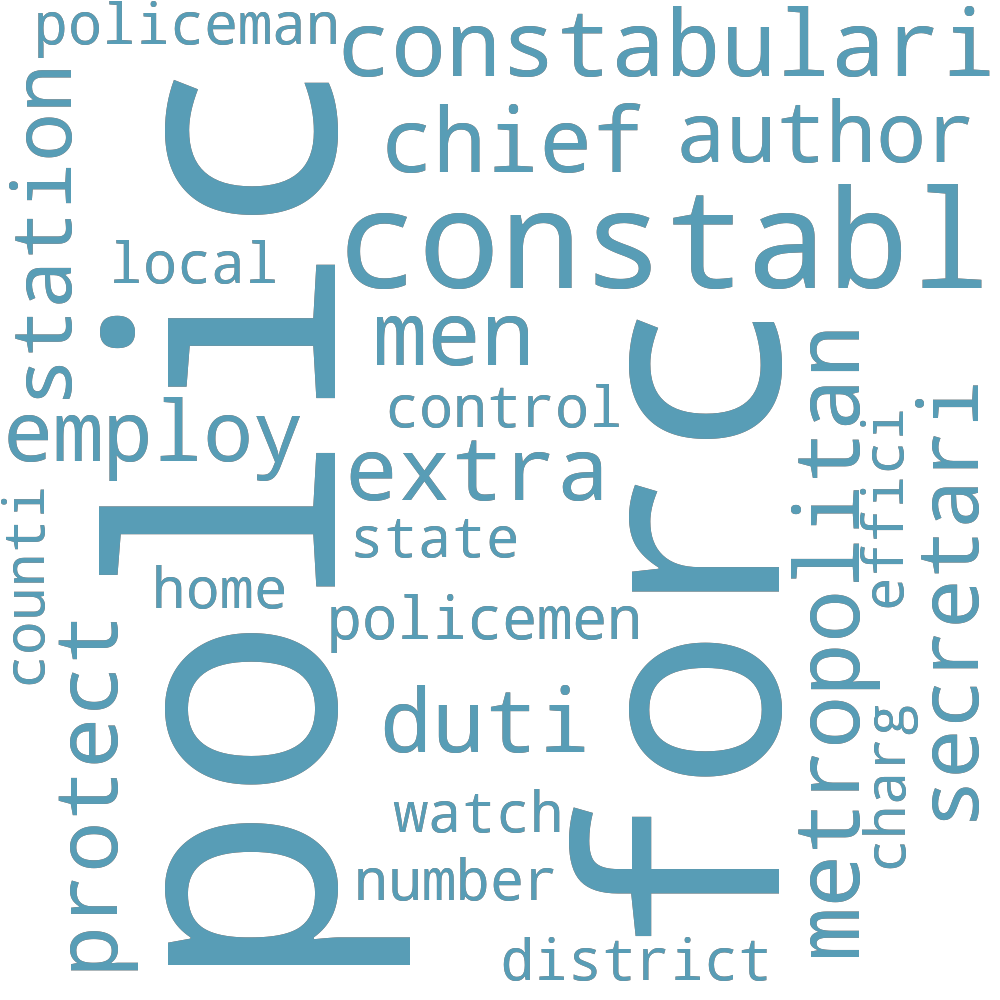 policeman
constabulari
station
polic
chief
author
constabl
local
men
forc
metropolitan
control
employ
effici
secretari
extra
counti
state
home
policemen
protect
duti
charg
watch
number
district